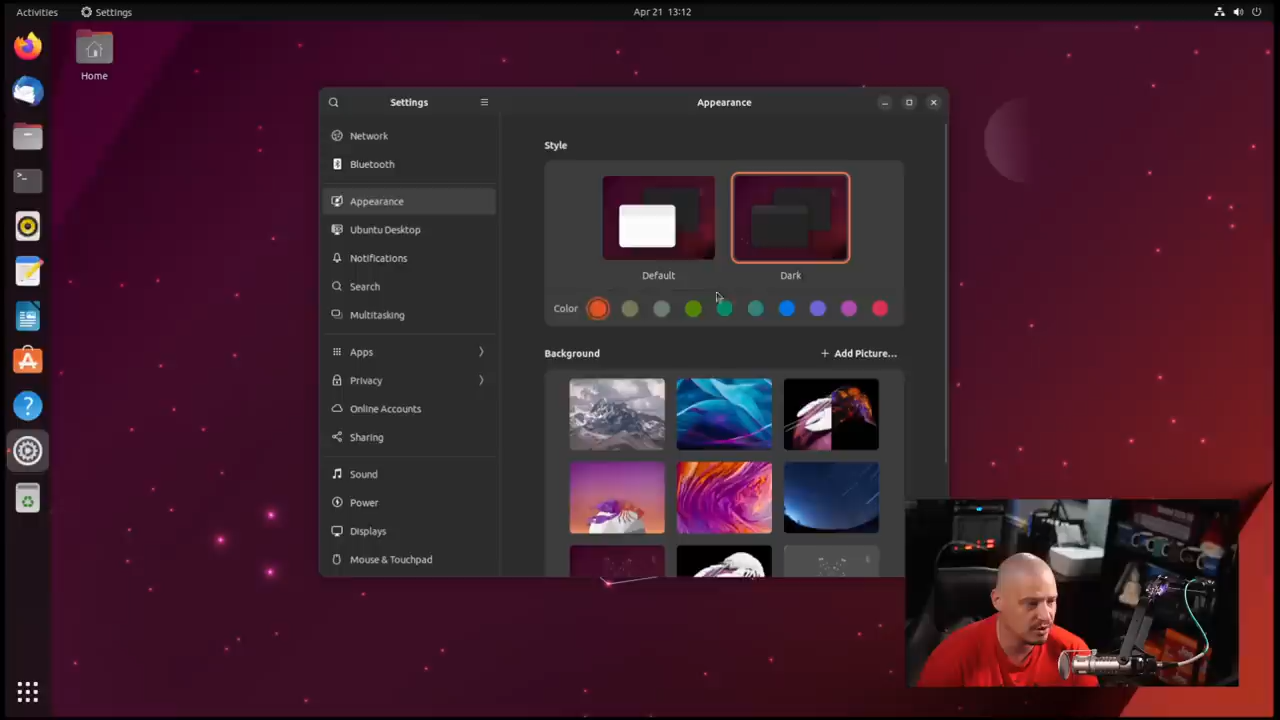 Activities
Settings
Apr 21 13:12
Home
Settings
Appearance
Network
Bluetooth
Appearance
Ubuntu Desktop
Notifications
Search
Multitasking
Apps
Privacy
Online Accounts
Sharing
Sound
Power
Displays
Mouse & Touchpad
Style
Default
Dark
Color
Background
+ Add Picture...